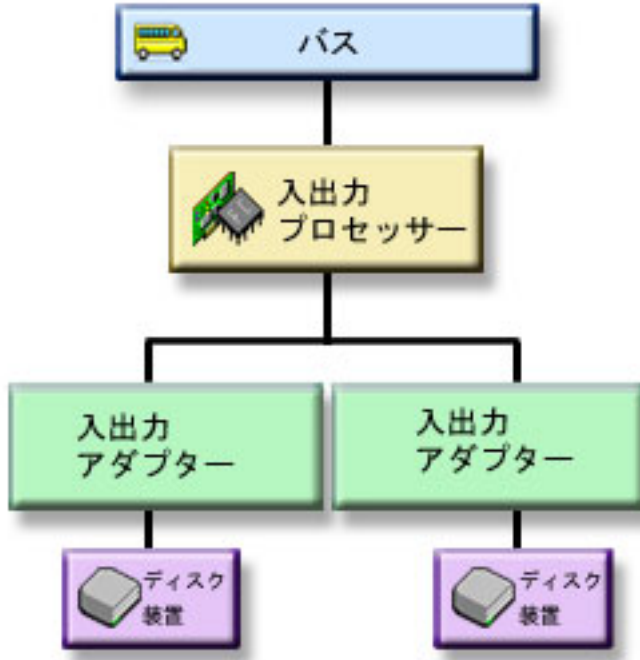 バス
入出力
プロセッサー
入出力
アダプター
入出力
アダプター
ディスク
装置
ディスク
装置